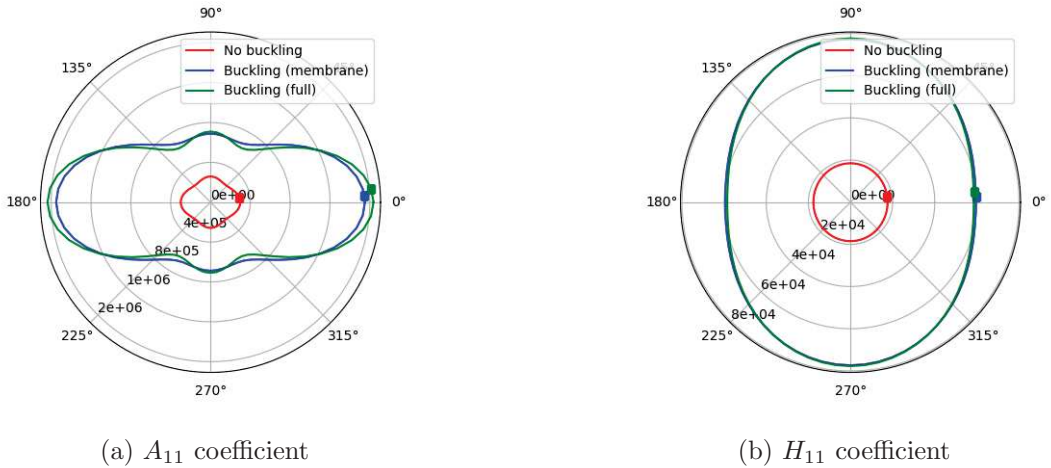 90°
135°
No buckling
Buckling (membrane)
Buckling (full)
180°
0e+00
0°
4e+05
8e+05
1e+06
2e+06
225°
315°
270°
(a) A11 coefficient
90°
135°
No buckling
Buckling (membrane)
Buckling (full)
180°
0°
2e+04
4e+04
6e+04
8e+04
225°
315°
270°
(b) H11 coefficient